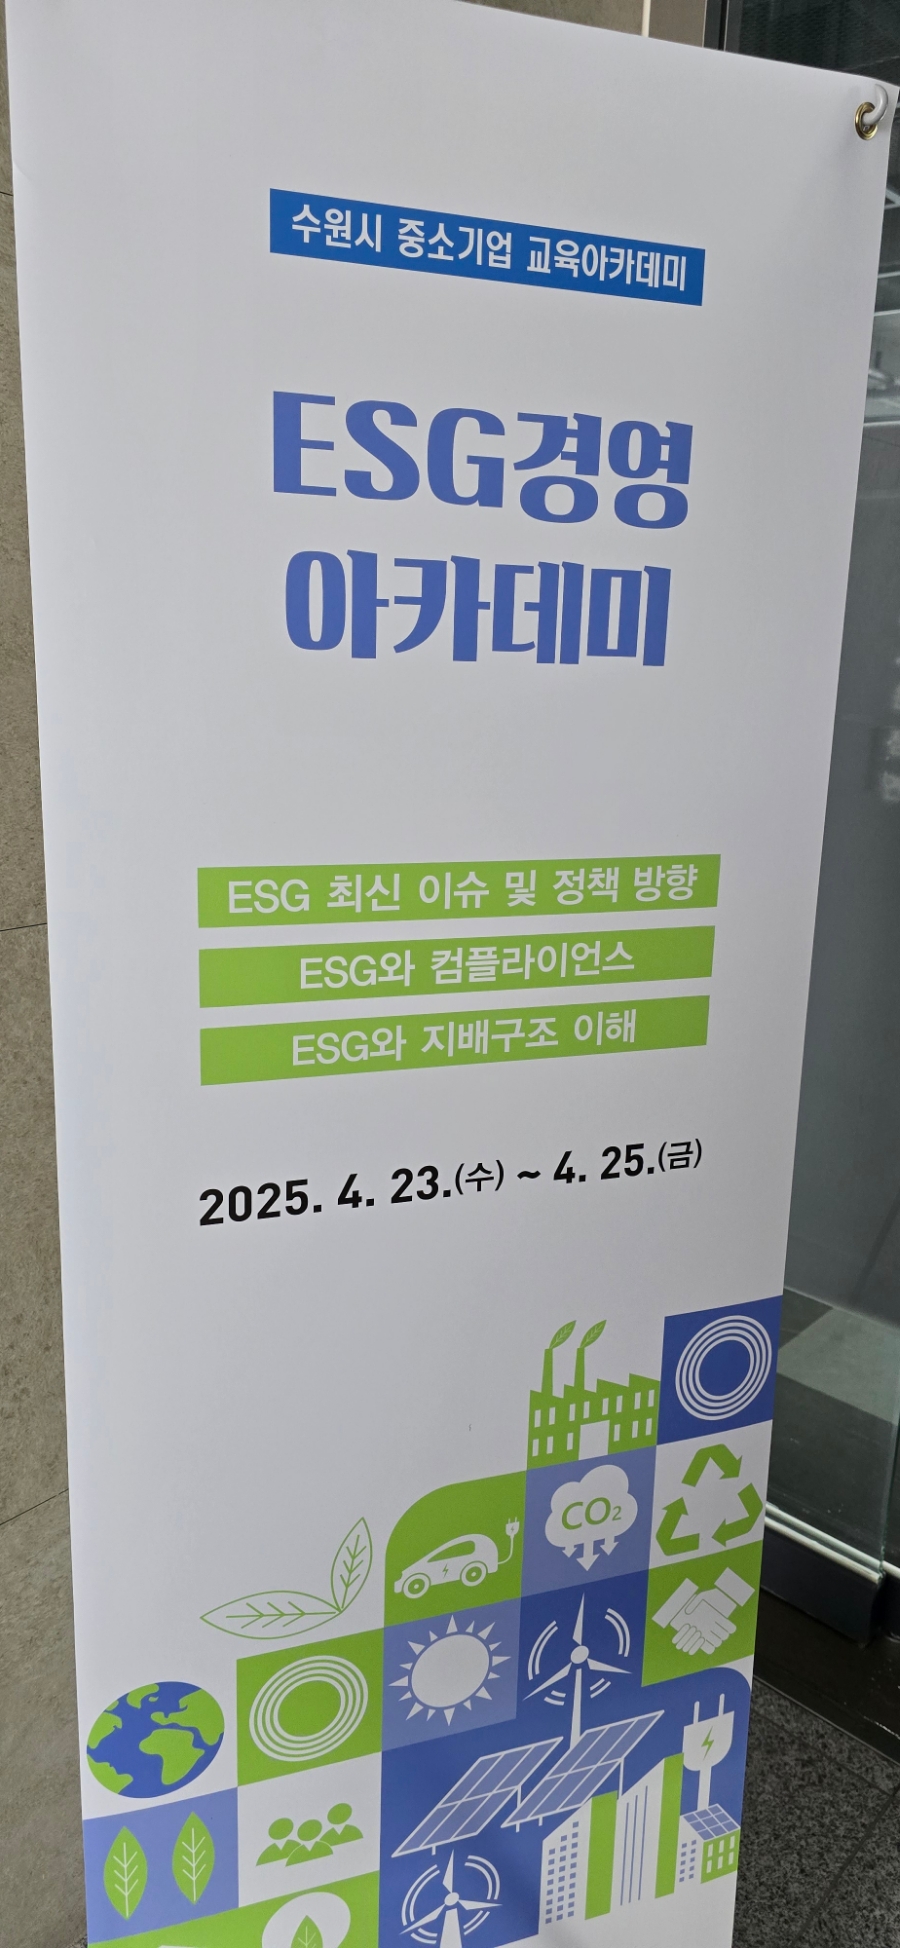 수원시 중소기업 교육아카데미
ESG경영
아카데미
ESG 최신 이슈 및 정책 방향
ESG와 컴플라이언스
ESG와 지배구조 이해
2025. 4. 23.(수) ~ 4. 25.(금)
CO₂